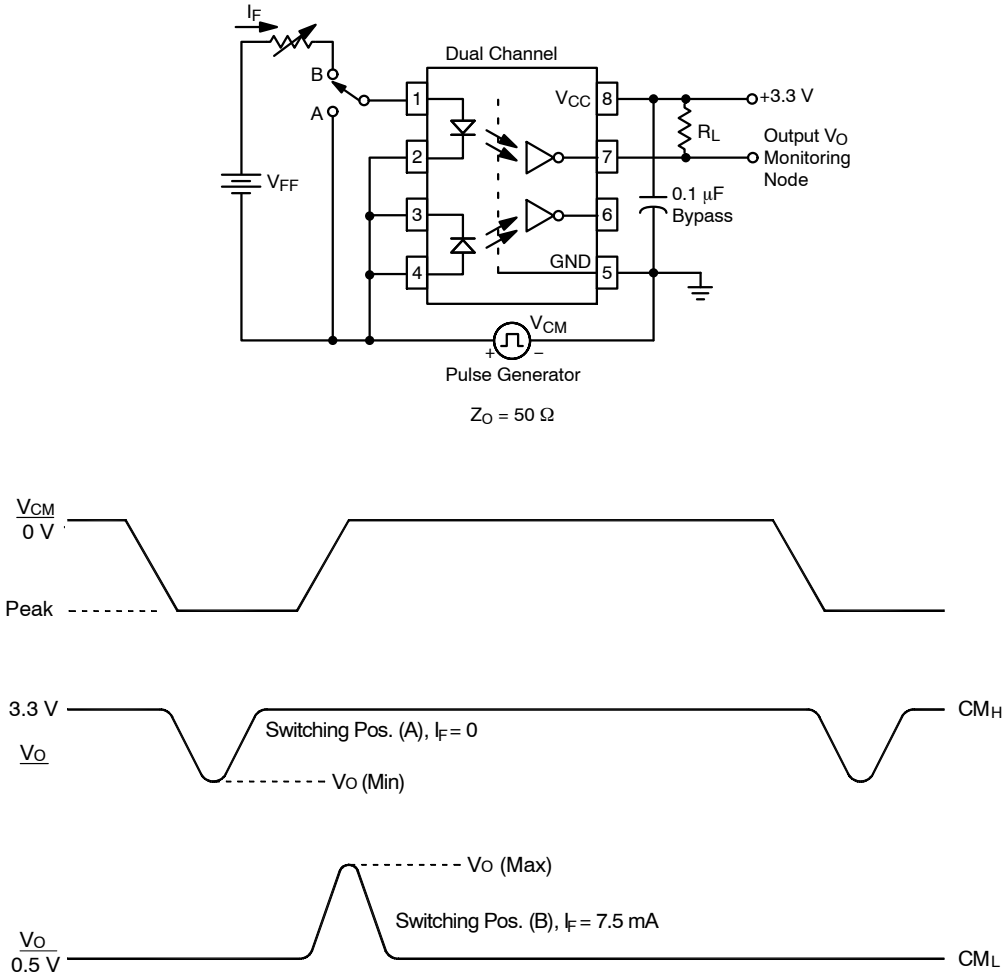 I_F
Dual Channel
B
A
V_FF
1
2
3
4
V_CC 8
7
6
GND 5
+3.3 V
R_L
Output V_O
Monitoring
Node
0.1 μF
Bypass
V_CM
+ −
Pulse Generator
Z_O = 50 Ω
V_CM
0 V
Peak
3.3 V
V_O
Switching Pos. (A), I_F = 0
V_O (Min)
CM_H
V_O (Max)
Switching Pos. (B), I_F = 7.5 mA
V_O
0.5 V
CM_L